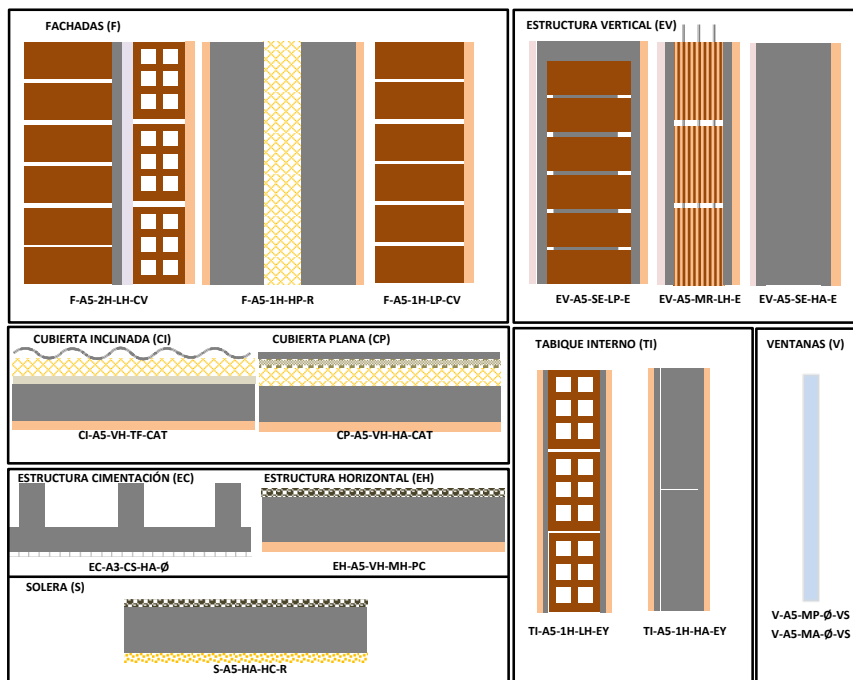 FACHADAS (F)
F-A5-2H-LH-CV
F-A5-1H-HP-R
F-A5-1H-LP-CV
ESTRUCTURA VERTICAL (EV)
EV-A5-SE-LP-E
EV-A5-MR-LH-E
EV-A5-SE-HA-E
CUBIERTA INCLINADA (CI)
CI-A5-VH-TF-CAT
CUBIERTA PLANA (CP)
CP-A5-VH-HA-CAT
ESTRUCTURA CIMENTACIÓN (EC)
EC-A3-CS-HA-Ø
ESTRUCTURA HORIZONTAL (EH)
EH-A5-VH-MH-PC
SOLERA (S)
S-A5-HA-HC-R
TABIQUE INTERNO (TI)
TI-A5-1H-LH-EY
TI-A5-1H-HA-EY
VENTANAS (V)
V-A5-MP-Ø-VS
V-A5-MA-Ø-VS